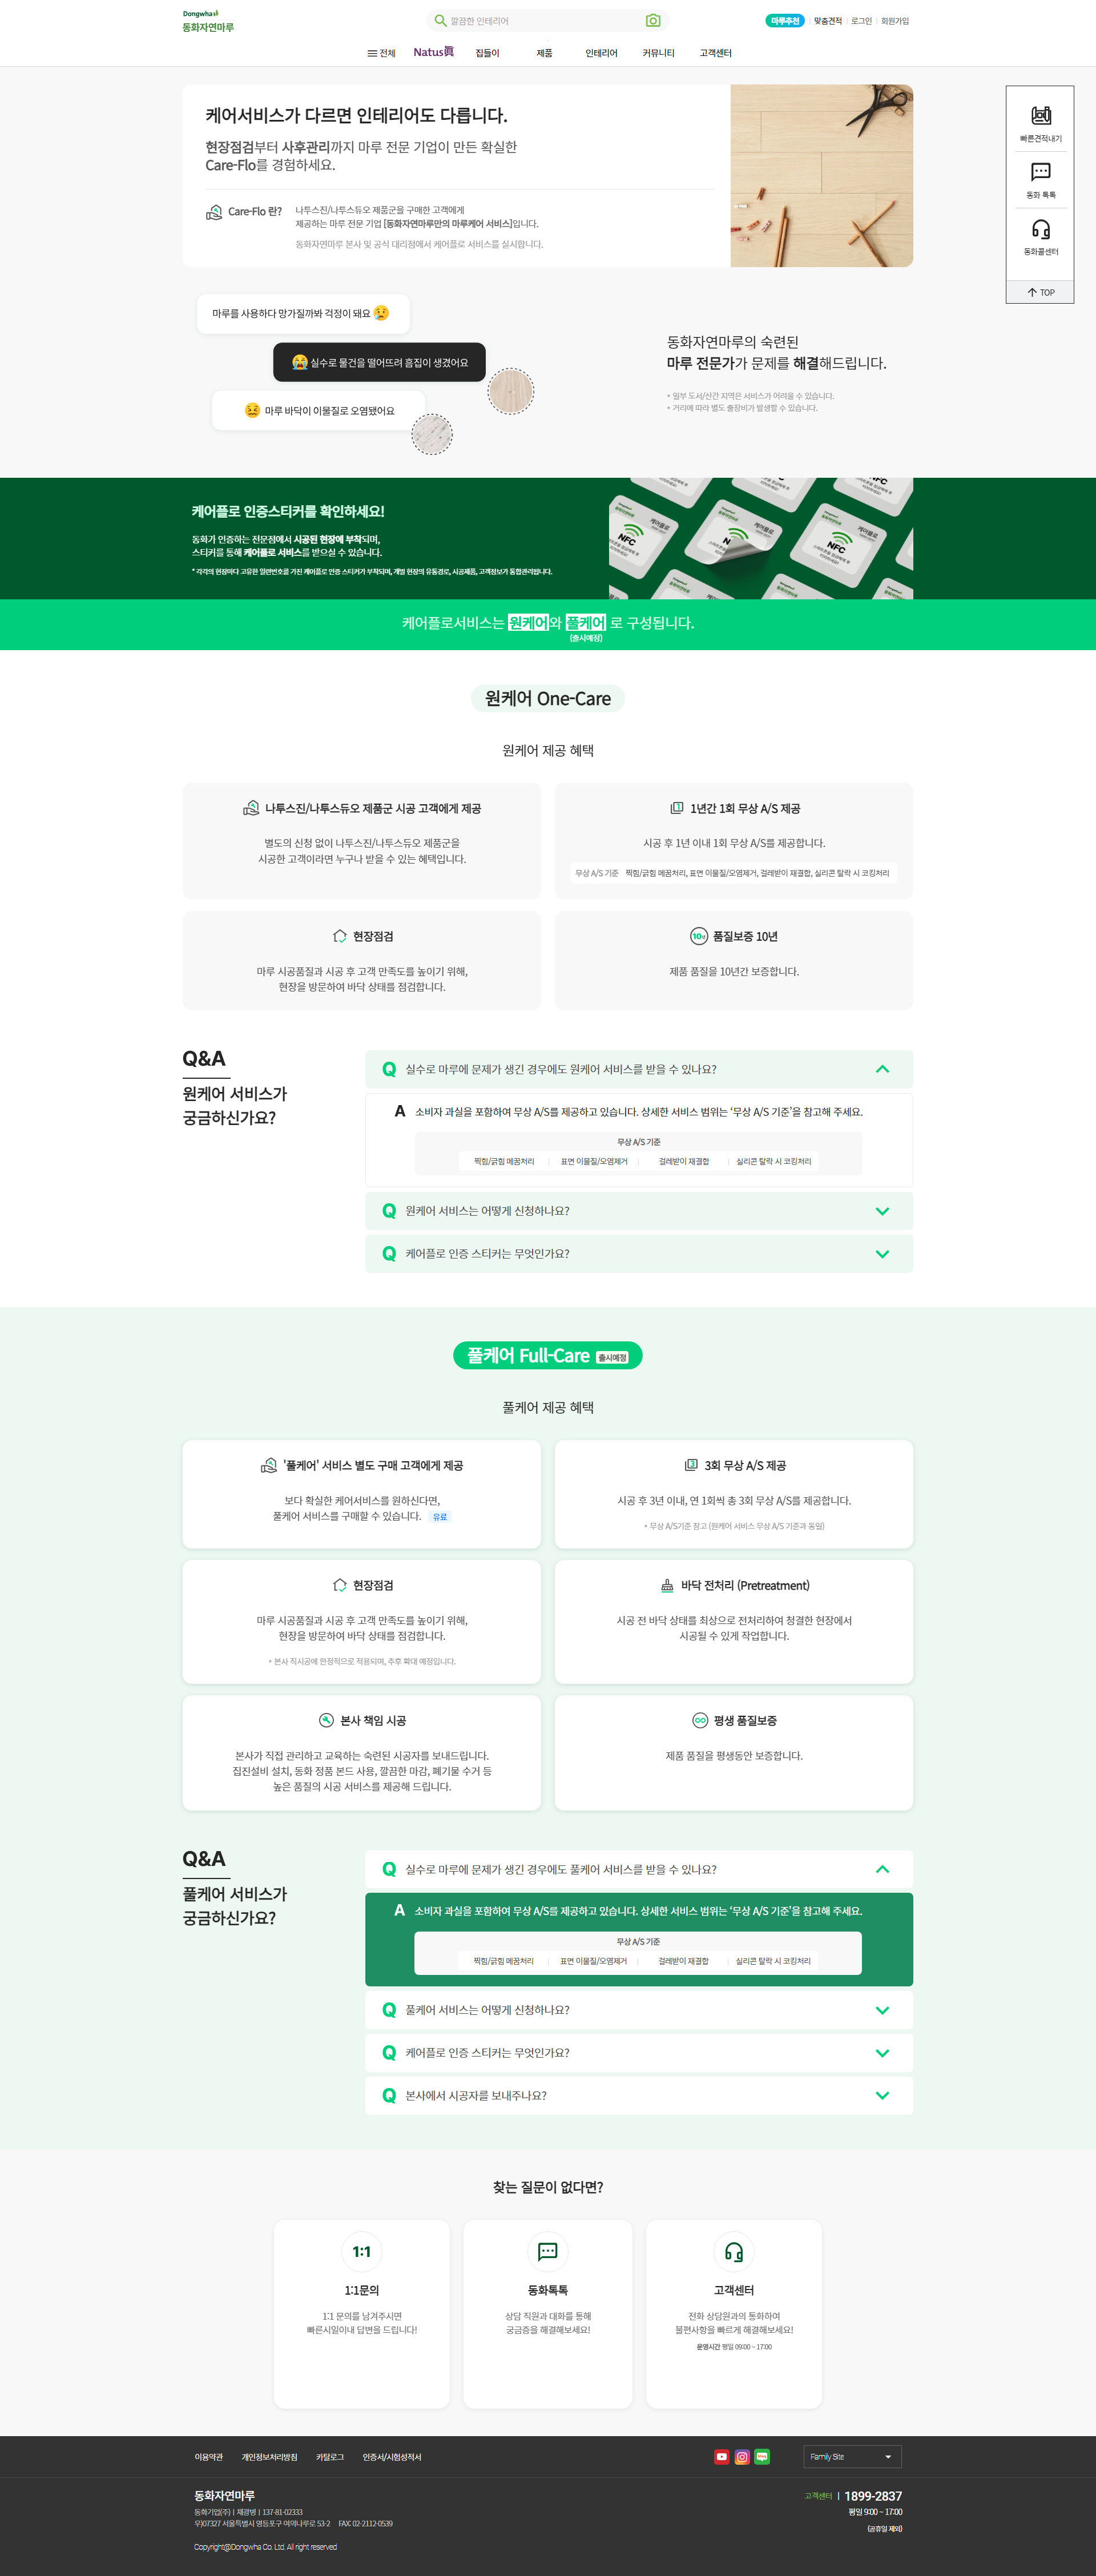 Dongwha
동화자연마루
깔끔한 인테리어
마루추천
맞춤견적
로그인
회원가입
전체
Natus眞
집들이
제품
인테리어
커뮤니티
고객센터
케어서비스가 다르면 인테리어도 다릅니다.
현장점검부터 사후관리까지 마루 전문 기업이 만든 확실한
Care-Flo를 경험하세요.
Care-Flo 란?
나투스진/나투스듀오 제품군을 구매한 고객에게
제공하는 마루 전문 기업 [동화자연마루만의 마루케어 서비스]입니다.
동화자연마루 본사 및 공식 대리점에서 케어플로 서비스를 실시합니다.
빠른견적내기
동화 톡톡
동화콜센터
TOP
마루를 사용하다 망가질까봐 걱정이 돼요
실수로 물건을 떨어뜨려 흠집이 생겼어요
마루 바닥이 이물질로 오염됐어요
동화자연마루의 숙련된
마루 전문가가 문제를 해결해드립니다.
* 일부 도서/산간 지역은 서비스가 어려울 수 있습니다.
* 거리에 따라 별도 출장비가 발생할 수 있습니다.
케어플로 인증스티커를 확인하세요!
동화가 인증하는 전문점에서 시공된 현장에 부착되며,
스티커를 통해 케어플로 서비스를 받으실 수 있습니다.
* 각각의 현장마다 고유한 일련번호를 가진 케어플로 인증 스티커가 부착되며, 개별 현장의 유통경로, 시공제품, 고객정보가 통합관리됩니다.
케어플로
NFC
케어플로
NFC
케어플로서비스는 원케어와 풀케어 로 구성됩니다.
(출시예정)
원케어 One-Care
원케어 제공 혜택
나투스진/나투스듀오 제품군 시공 고객에게 제공
별도의 신청 없이 나투스진/나투스듀오 제품군을
시공한 고객이라면 누구나 받을 수 있는 혜택입니다.
1년간 1회 무상 A/S 제공
시공 후 1년 이내 1회 무상 A/S를 제공합니다.
무상 A/S 기준 찍힘/긁힘 메꿈처리, 표면 이물질/오염제거, 걸레받이 재결합, 실리콘 탈락 시 코킹처리
현장점검
마루 시공품질과 시공 후 고객 만족도를 높이기 위해,
현장을 방문하여 바닥 상태를 점검합니다.
품질보증 10년
제품 품질을 10년간 보증합니다.
Q&A
원케어 서비스가
궁금하신가요?
Q 실수로 마루에 문제가 생긴 경우에도 원케어 서비스를 받을 수 있나요?
A 소비자 과실을 포함하여 무상 A/S를 제공하고 있습니다. 상세한 서비스 범위는 ‘무상 A/S 기준’을 참고해 주세요.
무상 A/S 기준
찍힘/긁힘 메꿈처리 | 표면 이물질/오염제거 | 걸레받이 재결합 | 실리콘 탈락 시 코킹처리
Q 원케어 서비스는 어떻게 신청하나요?
Q 케어플로 인증 스티커는 무엇인가요?
풀케어 Full-Care 출시예정
풀케어 제공 혜택
'풀케어' 서비스 별도 구매 고객에게 제공
보다 확실한 케어서비스를 원하신다면,
풀케어 서비스를 구매할 수 있습니다. 유료
3회 무상 A/S 제공
시공 후 3년 이내, 연 1회씩 총 3회 무상 A/S를 제공합니다.
* 무상 A/S기준 참고 (원케어 서비스 무상 A/S 기준과 동일)
현장점검
마루 시공품질과 시공 후 고객 만족도를 높이기 위해,
현장을 방문하여 바닥 상태를 점검합니다.
* 본사 직시공에 한정적으로 적용되며, 추후 확대 예정입니다.
바닥 전처리 (Pretreatment)
시공 전 바닥 상태를 최상으로 전처리하여 청결한 현장에서
시공될 수 있게 작업합니다.
본사 책임 시공
본사가 직접 관리하고 교육하는 숙련된 시공자를 보내드립니다.
집진설비 설치, 동화 정품 본드 사용, 깔끔한 마감, 폐기물 수거 등
높은 품질의 시공 서비스를 제공해 드립니다.
평생 품질보증
제품 품질을 평생동안 보증합니다.
Q&A
풀케어 서비스가
궁금하신가요?
Q 실수로 마루에 문제가 생긴 경우에도 풀케어 서비스를 받을 수 있나요?
A 소비자 과실을 포함하여 무상 A/S를 제공하고 있습니다. 상세한 서비스 범위는 ‘무상 A/S 기준’을 참고해 주세요.
무상 A/S 기준
찍힘/긁힘 메꿈처리 | 표면 이물질/오염제거 | 걸레받이 재결합 | 실리콘 탈락 시 코킹처리
Q 풀케어 서비스는 어떻게 신청하나요?
Q 케어플로 인증 스티커는 무엇인가요?
Q 본사에서 시공자를 보내주나요?
찾는 질문이 없다면?
1:1
1:1문의
1:1 문의를 남겨주시면
빠른시일이내 답변을 드립니다!
동화톡톡
상담 직원과 대화를 통해
궁금증을 해결해보세요!
고객센터
전화 상담원과의 통화하여
불편사항을 빠르게 해결해보세요!
운영시간 평일 09:00 ~ 17:00
이용약관
개인정보처리방침
카탈로그
인증서/시험성적서
Family Site
동화자연마루
동화기업(주) | 채광병 | 137-81-02333
우)07327 서울특별시 영등포구 여의나루로 53-2 FAX: 02-2112-0539
Copyright@Dongwha Co. Ltd. All right reserved
고객센터 | 1899-2837
평일 9:00 ~ 17:00
(공휴일 제외)